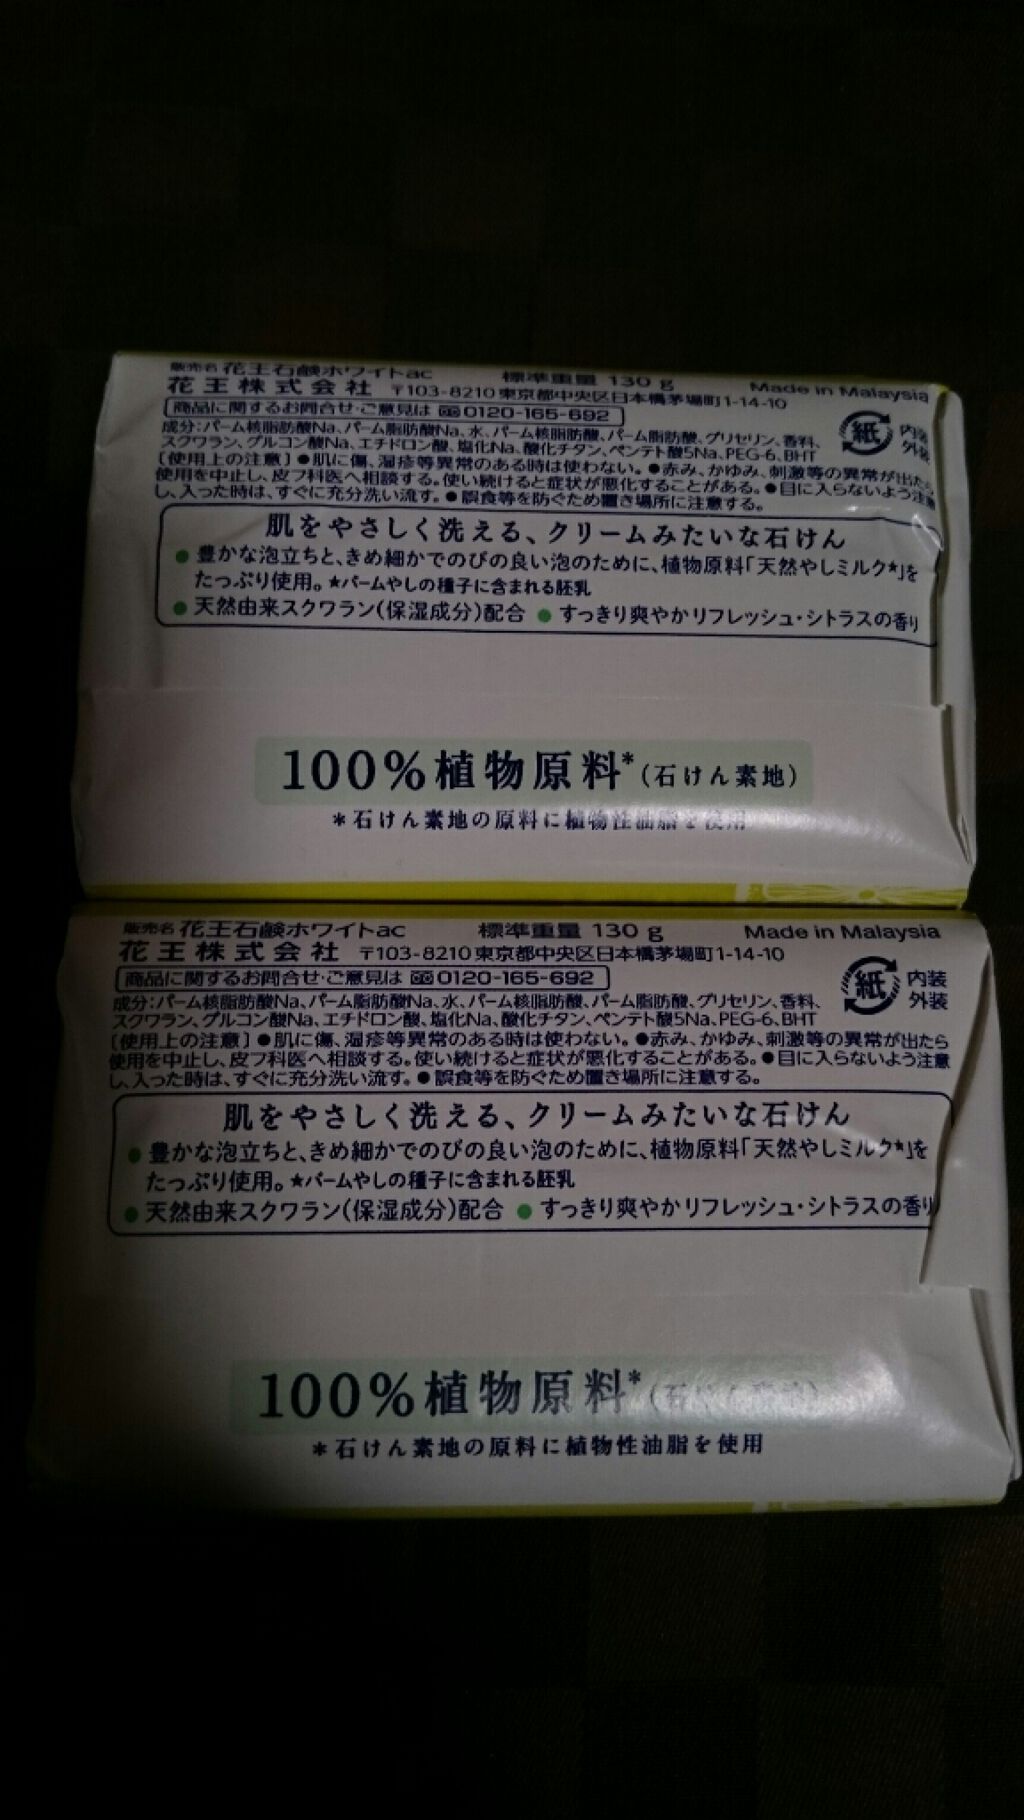 販売名 花王石鹸ホワイトac 標準重量 130 g Made in Malaysia
花王株式会社 〒103-8210 東京都中央区日本橋茅場町1-14-10
商品に関するお問合せ・ご意見は 0120-165-692
紙 内装 外装
成分:パーム核脂肪酸Na、パーム脂肪酸Na、水、パーム核脂肪酸、パーム脂肪酸、グリセリン、香料、
スクワラン、グルコン酸Na、エチドロン酸、塩化Na、酸化チタン、ペンテト酸5Na、PEG-6、BHT
〔使用上の注意〕●肌に傷、湿疹等異常のある時は使わない。●赤み、かゆみ、刺激等の異常が出たら
使用を中止し、皮フ科医へ相談する。使い続けると症状が悪化することがある。●目に入らないよう注意
し、入った時は、すぐに充分洗い流す。●誤食等を防ぐため置き場所に注意する。
肌をやさしく洗える、クリームみたいな石けん
●豊かな泡立ちと、きめ細かでのびの良い泡のために、植物原料「天然やしミルク★」を
たっぷり使用。★パームやしの種子に含まれる胚乳
●天然由来スクワラン(保湿成分)配合 ●すっきり爽やかリフレッシュ・シトラスの香り
100%植物原料*(石けん素地)
*石けん素地の原料に植物性油脂を使用
販売名 花王石鹸ホワイトac 標準重量 130 g Made in Malaysia
花王株式会社 〒103-8210 東京都中央区日本橋茅場町1-14-10
商品に関するお問合せ・ご意見は 0120-165-692
紙 内装 外装
成分:パーム核脂肪酸Na、パーム脂肪酸Na、水、パーム核脂肪酸、パーム脂肪酸、グリセリン、香料、
スクワラン、グルコン酸Na、エチドロン酸、塩化Na、酸化チタン、ペンテト酸5Na、PEG-6、BHT
〔使用上の注意〕●肌に傷、湿疹等異常のある時は使わない。●赤み、かゆみ、刺激等の異常が出たら
使用を中止し、皮フ科医へ相談する。使い続けると症状が悪化することがある。●目に入らないよう注意
し、入った時は、すぐに充分洗い流す。●誤食等を防ぐため置き場所に注意する。
肌をやさしく洗える、クリームみたいな石けん
●豊かな泡立ちと、きめ細かでのびの良い泡のために、植物原料「天然やしミルク★」を
たっぷり使用。★パームやしの種子に含まれる胚乳
●天然由来スクワラン(保湿成分)配合 ●すっきり爽やかリフレッシュ・シトラスの香り
100%植物原料*(石けん素地)
*石けん素地の原料に植物性油脂を使用